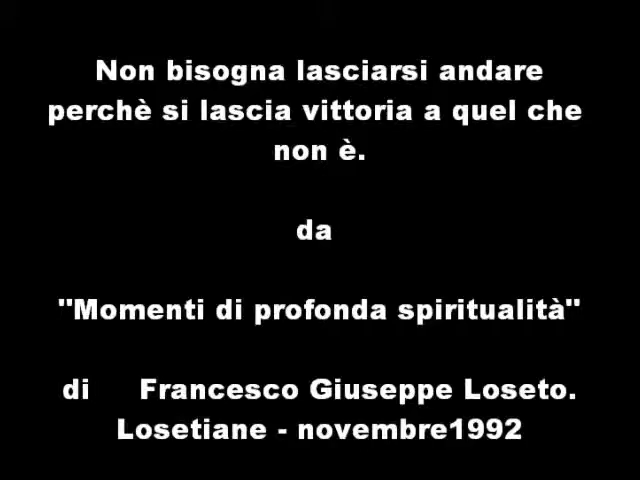 Non bisogna lasciarsi andare
perchè si lascia vittoria a quel che
non è.
da
"Momenti di profonda spiritualità"
di Francesco Giuseppe Loseto.
Losetiane - novembre1992